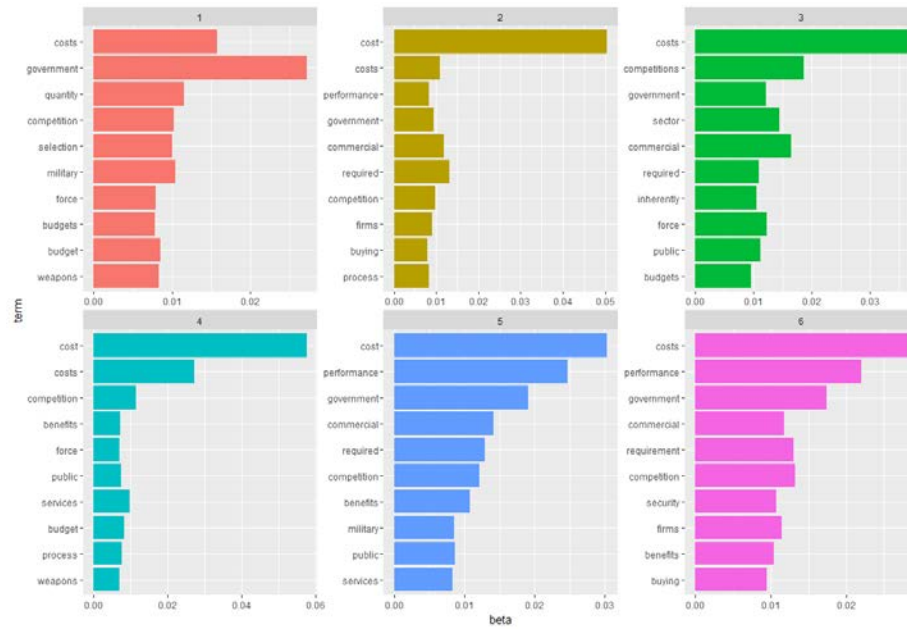 1
costs
government
quantity
competition
selection
military
force
budgets
budget
weapons
0.00 0.01 0.02
2
cost
costs
performance
government
commercial
required
competition
firms
buying
process
0.00 0.01 0.02 0.03 0.04 0.05
3
costs
competitions
government
sector
commercial
required
inherently
force
public
budgets
0.00 0.01 0.02 0.03
term
4
cost
costs
competition
benefits
force
public
services
budget
process
weapons
0.00 0.02 0.04 0.06
5
cost
performance
government
commercial
required
competition
benefits
military
public
services
0.00 0.01 0.02 0.03
6
costs
performance
government
commercial
requirement
competition
security
firms
benefits
buying
0.00 0.01 0.02
beta